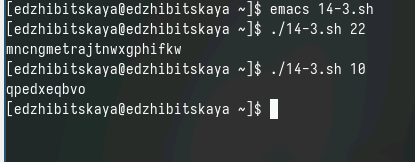 [edzhibitskaya@edzhibitskaya ~]$ emacs 14-3.sh
[edzhibitskaya@edzhibitskaya ~]$ ./14-3.sh 22
mncngmetrajtnwxgphifkw
[edzhibitskaya@edzhibitskaya ~]$ ./14-3.sh 10
qpedxeqbvo
[edzhibitskaya@edzhibitskaya ~]$